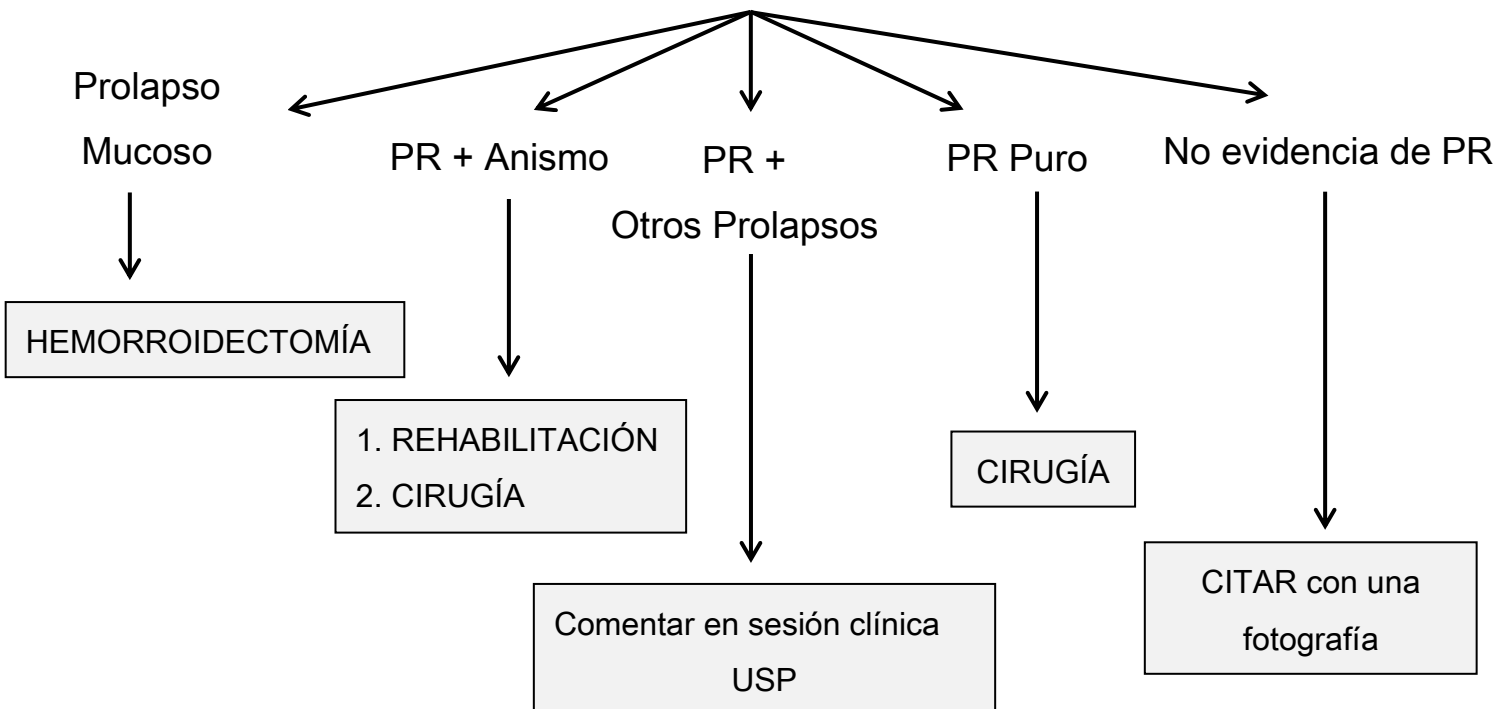 Prolapso
Mucoso
PR + Anismo
PR +
Otros Prolapsos
PR Puro
No evidencia de PR
HEMORROIDECTOMÍA
1. REHABILITACIÓN
2. CIRUGÍA
Comentar en sesión clínica
USP
CIRUGÍA
CITAR con una
fotografía